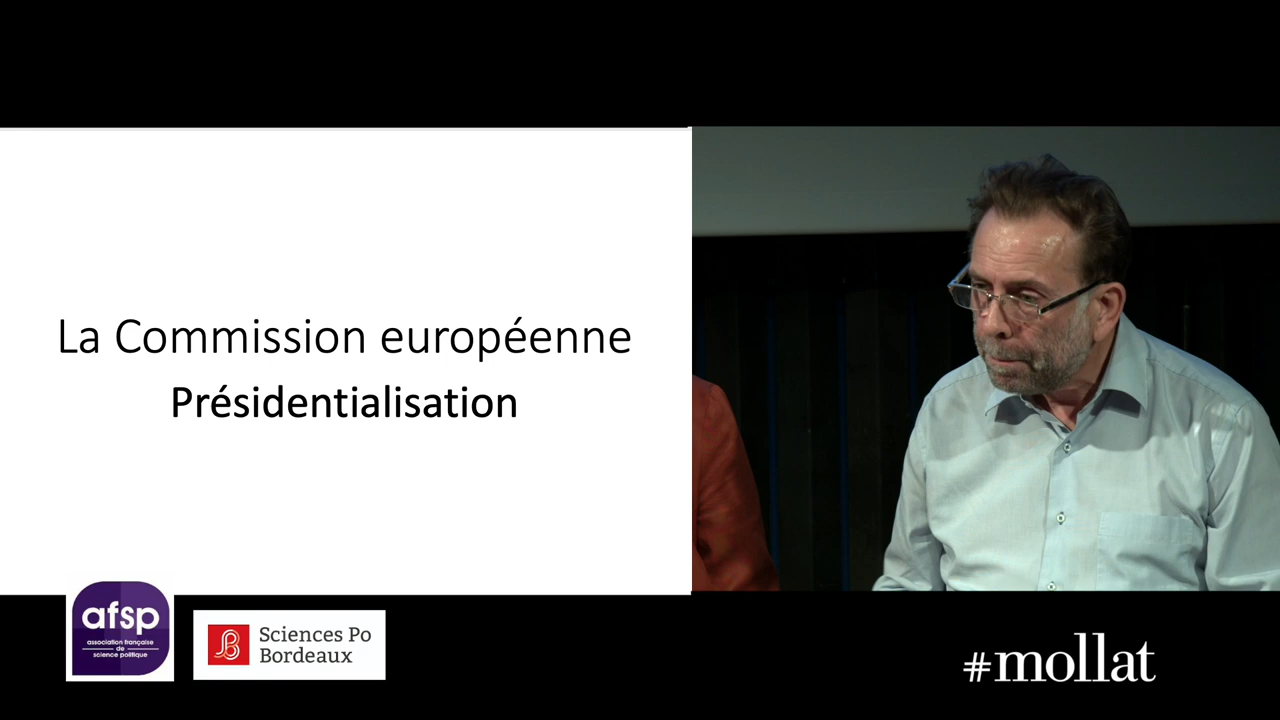 La Commission européenne
Présidentialisation
afsp
association française
de
science politique
Sciences Po
Bordeaux
#mollat